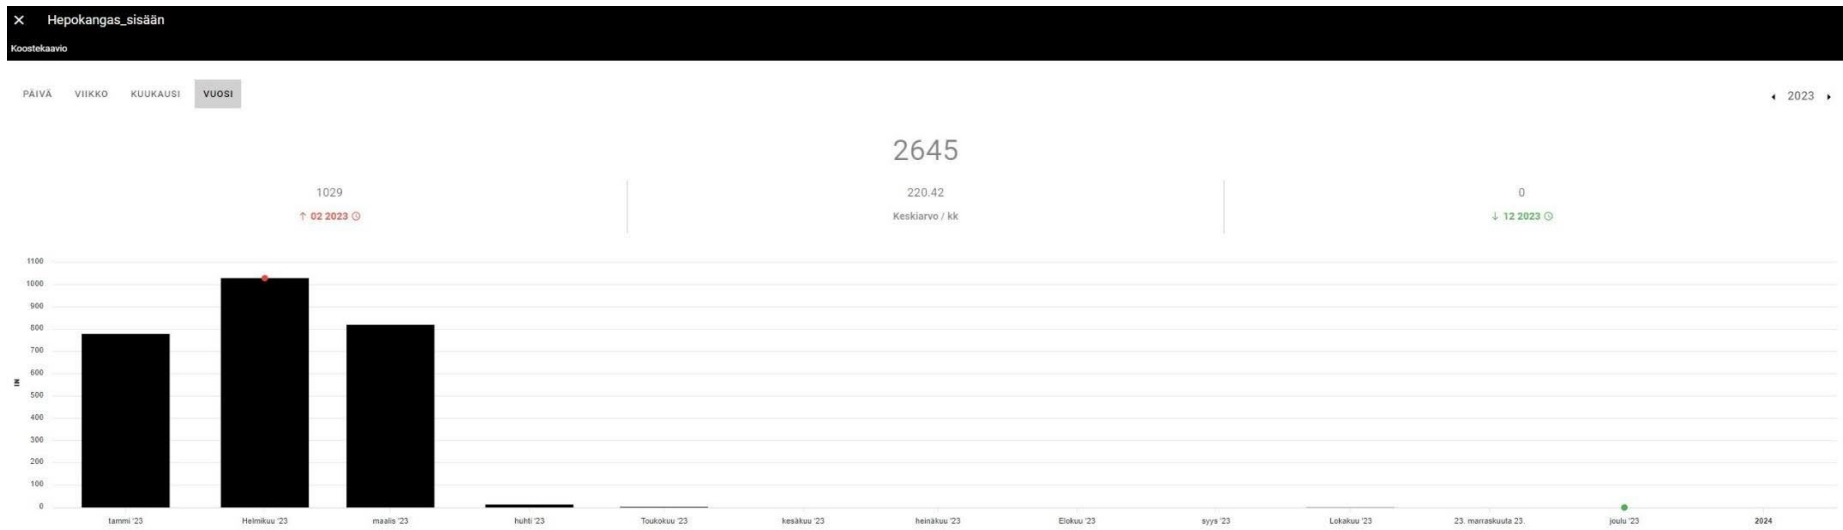 Hepokangas_sisään
Koostekaavio
PÄIVÄ VIIKKO KUUKAUSI VUOSI
2023
2645
1029 220.42 0
↑ 02 2023 Keskiarvo / kk ↓ 12 2023
1100
1000
900
800
700
600
IN
500
400
300
200
100
0
tammi '23 Helmikuu '23 maalis '23 huhti '23 Toukokuu '23 kesäkuu '23 heinäkuu '23 Elokuu '23 syys '23 Lokakuu '23 23. marraskuuta 23. joulu '23 2024